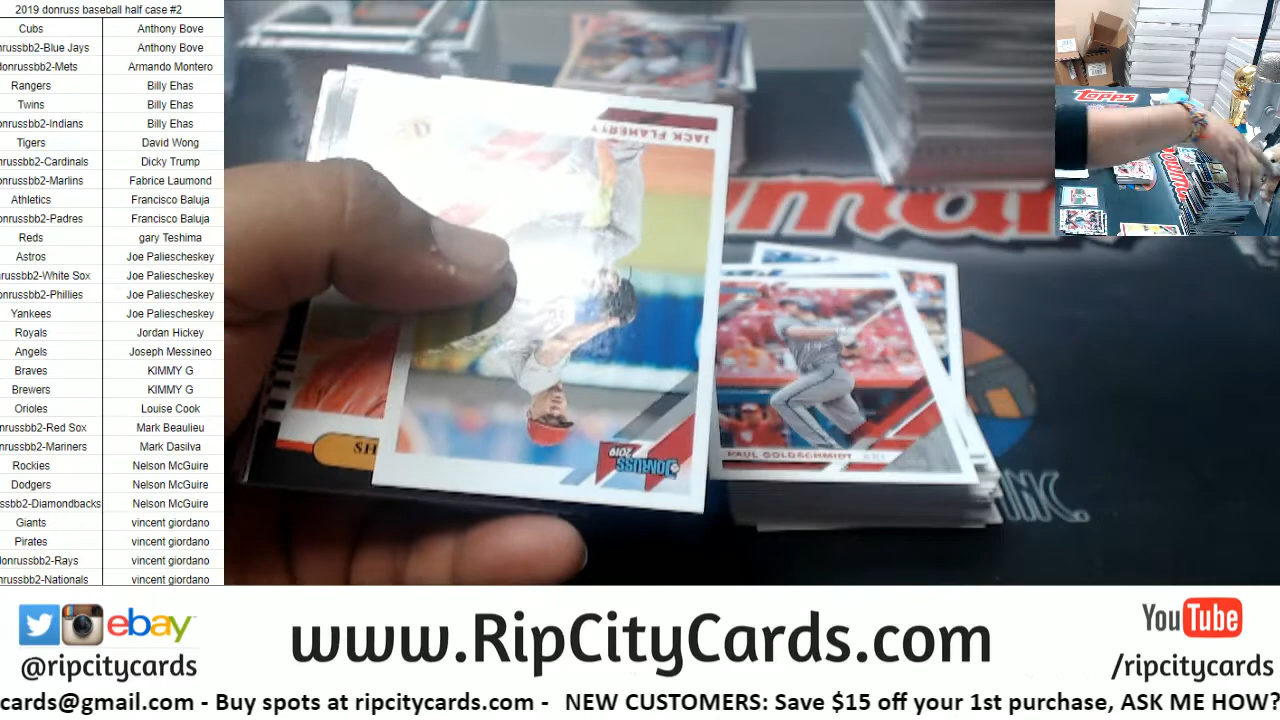 2019 donruss baseball half case #2
Cubs Anthony Bove
nrussbb2-Blue Jays Anthony Bove
donrussbb2-Mets Armando Montero
Rangers Billy Ehas
Twins Billy Ehas
onrussbb2-Indians Billy Ehas
Tigers David Wong
nrussbb2-Cardinals Dicky Trump
onrussbb2-Marlins Fabrice Laumond
Athletics Francisco Baluja
onrussbb2-Padres Francisco Baluja
Reds gary Teshima
Astros Joe Paliescheskey
russbb2-White Sox Joe Paliescheskey
onrussbb2-Phillies Joe Paliescheskey
Yankees Joe Paliescheskey
Royals Jordan Hickey
Angels Joseph Messineo
Braves KIMMY G
Brewers KIMMY G
Orioles Louise Cook
nrussbb2-Red Sox Mark Beaulieu
nrussbb2-Mariners Mark Dasilva
Rockies Nelson McGuire
Dodgers Nelson McGuire
ssbb2-Diamondbacks Nelson McGuire
Giants vincent giordano
Pirates vincent giordano
donrussbb2-Rays vincent giordano
nrussbb2-Nationals vincent giordano
JACK FLAHERTY
DONRUSS
2019
SH
PAUL GOLDSCHMIDT
INC.
Topps
ebay
@ripcitycards
www.RipCityCards.com
YouTube
/ripcitycards
cards@gmail.com - Buy spots at ripcitycards.com - NEW CUSTOMERS: Save $15 off your 1st purchase, ASK ME HOW?